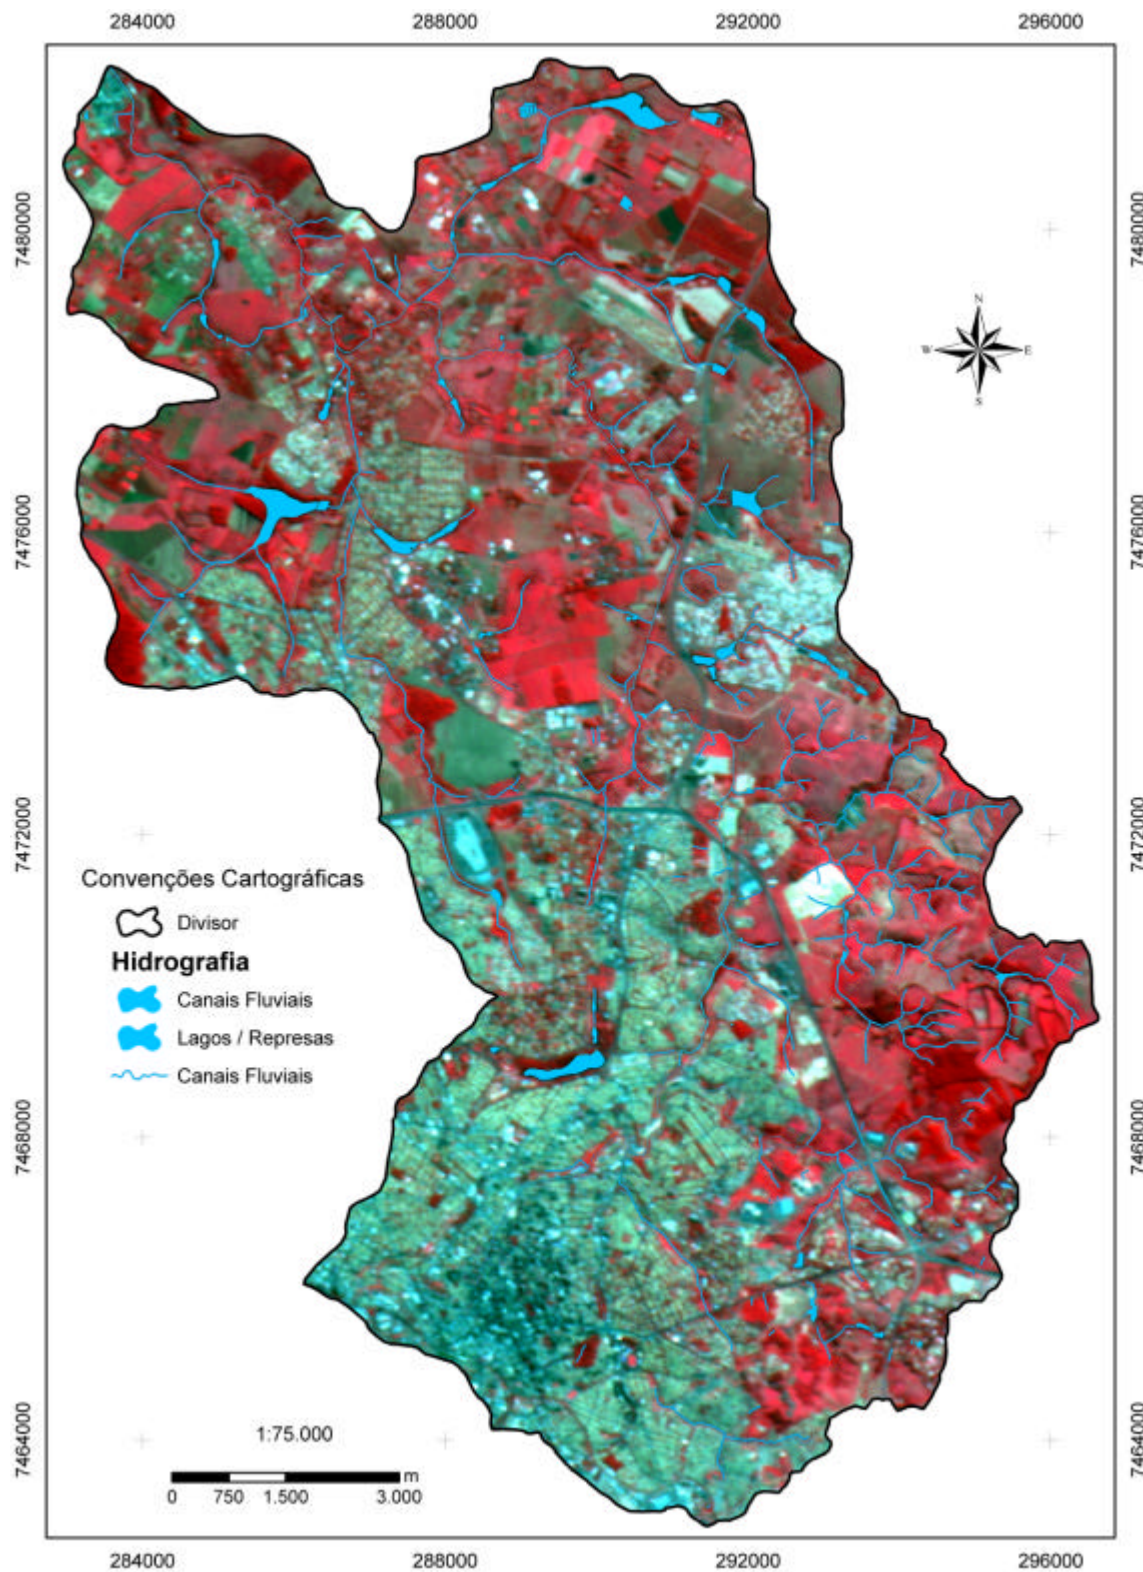 284000 288000 292000 296000
7480000 7480000
N
W E
S
7476000 7476000
7472000 7472000
Convenções Cartográficas
Divisor
Hidrografia
Canais Fluviais
Lagos / Represas
Canais Fluviais
7468000 7468000
7464000 7464000
1:75.000
m
0 750 1.500 3.000
284000 288000 292000 296000